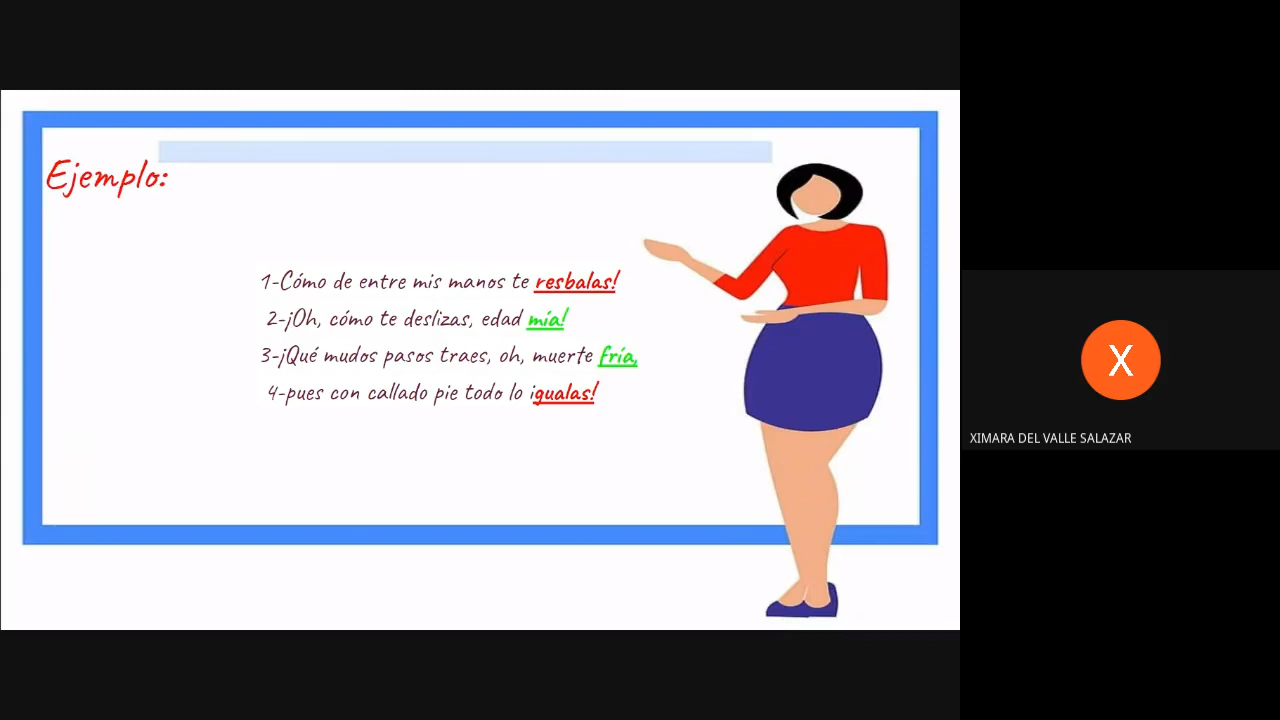 Ejemplo:
1-Cómo de entre mis manos te resbalas!
2-¡Oh, cómo te deslizas, edad mía!
3-¡Qué mudos pasos traes, oh, muerte fría,
4-pues con callado pie todo lo igualas!
X
XIMARA DEL VALLE SALAZAR